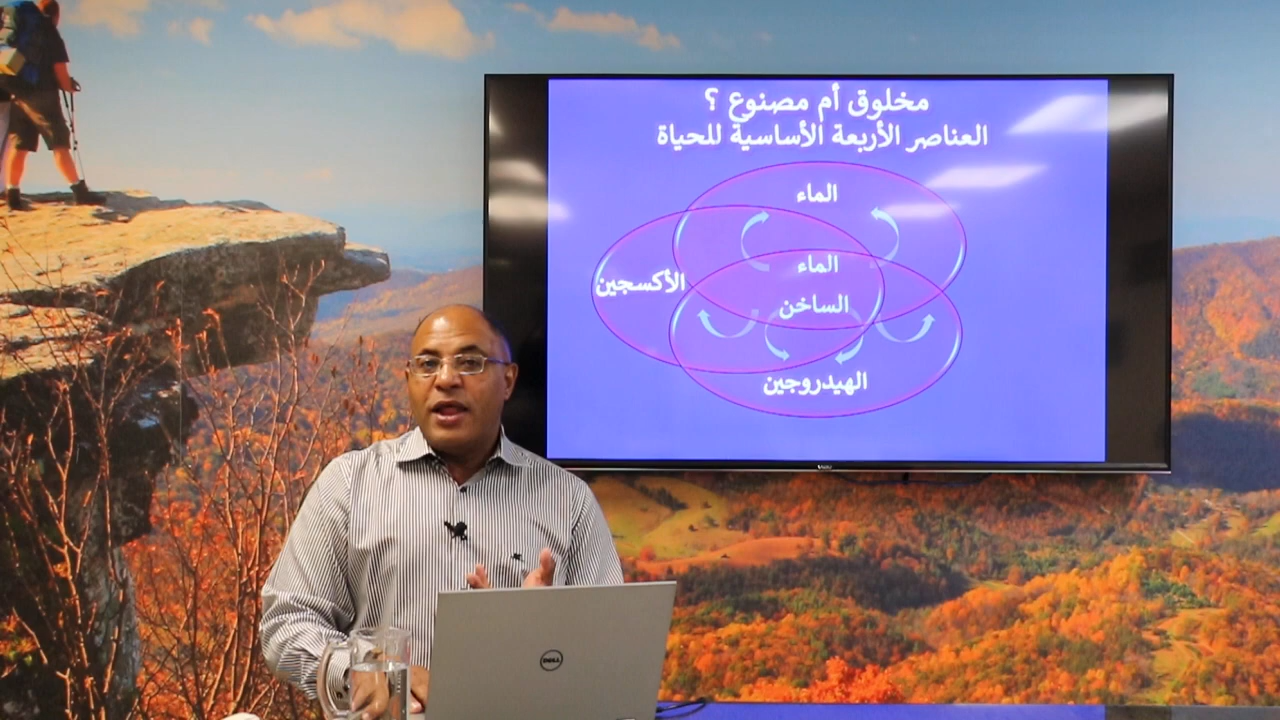 مخلوق أم مصنوع ؟
العناصر الأربعة الأساسية للحياة
الماء
الماء
الأكسجين
الساخن
الهيدروجين
DELL